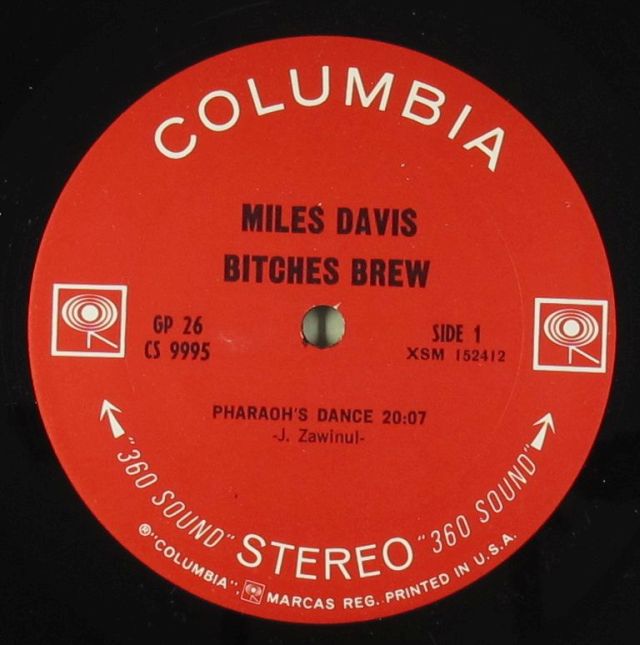 COLUMBIA
MILES DAVIS
BITCHES BREW
GP 26
CS 9995
SIDE 1
XSM 152412
PHARAOH'S DANCE 20:07
-J. Zawinul-
"360 SOUND" STEREO "360 SOUND"
®"COLUMBIA", MARCAS REG. PRINTED IN U.S.A.